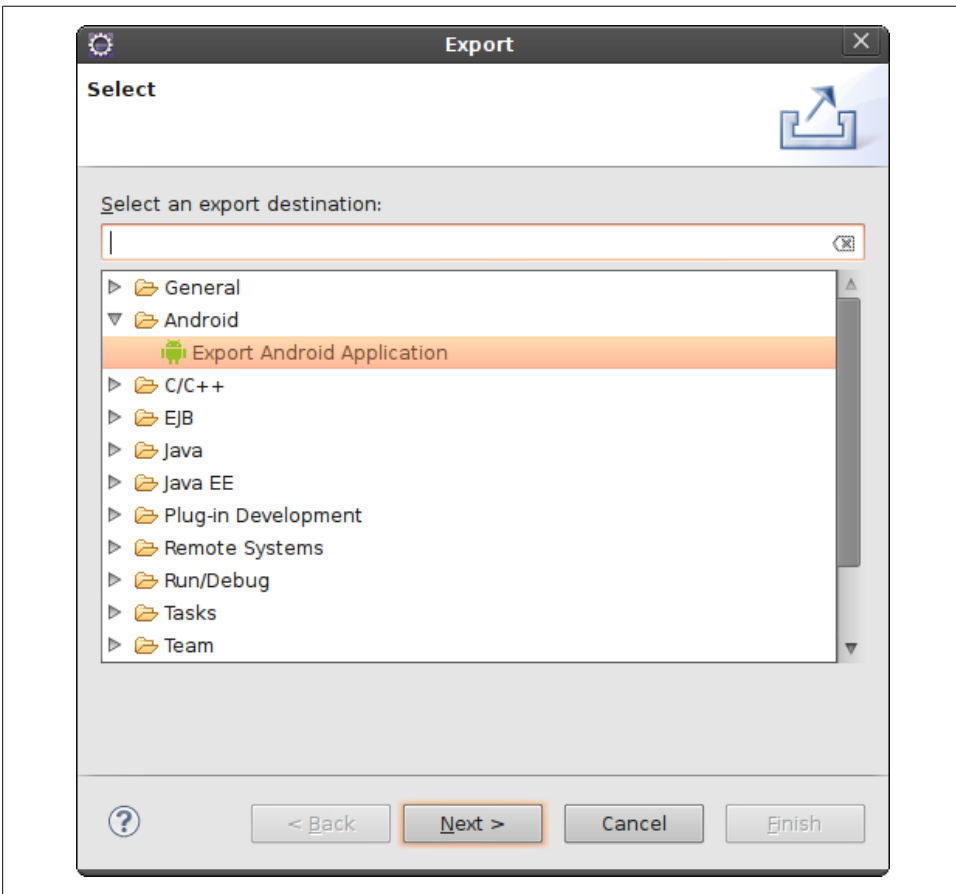 Export
Select
Select an export destination:
General
Android
Export Android Application
C/C++
EJB
Java
Java EE
Plug-in Development
Remote Systems
Run/Debug
Tasks
Team
?
< Back
Next >
Cancel
Finish